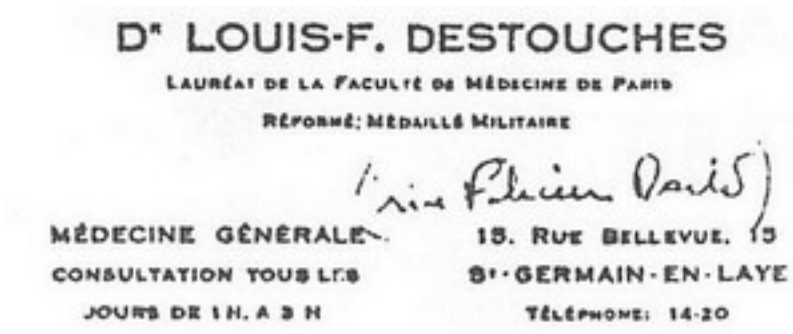 Dr LOUIS-F. DESTOUCHES
LAURÉAT DE LA FACULTÉ DE MÉDECINE DE PARIS
RÉFORMÉ; MÉDAILLÉ MILITAIRE
(rue Félicien David)
MÉDECINE GÉNÉRALE
CONSULTATION TOUS LES
JOURS DE 1 H. A 3 H
15, RUE BELLEVUE, 15
St-GERMAIN-EN-LAYE
TÉLÉPHONE: 14-20